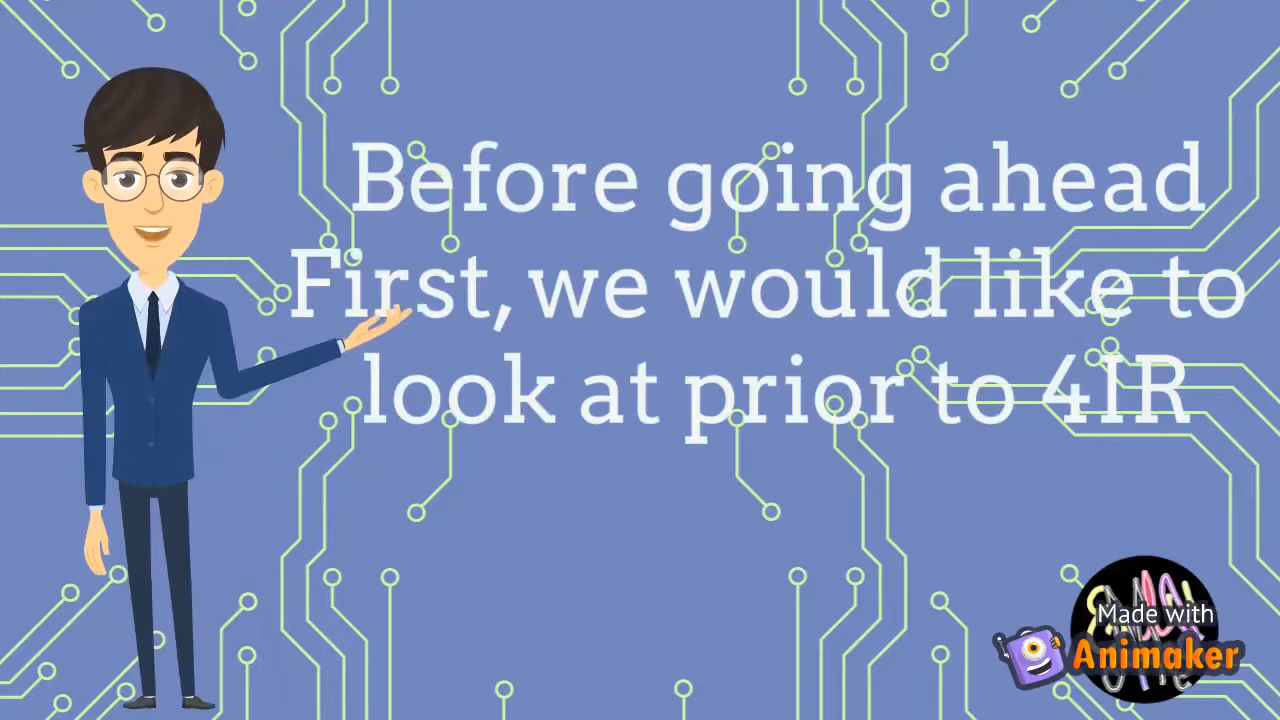 Before going ahead
First, we would like to
look at prior to 4IR
Made with
Animaker